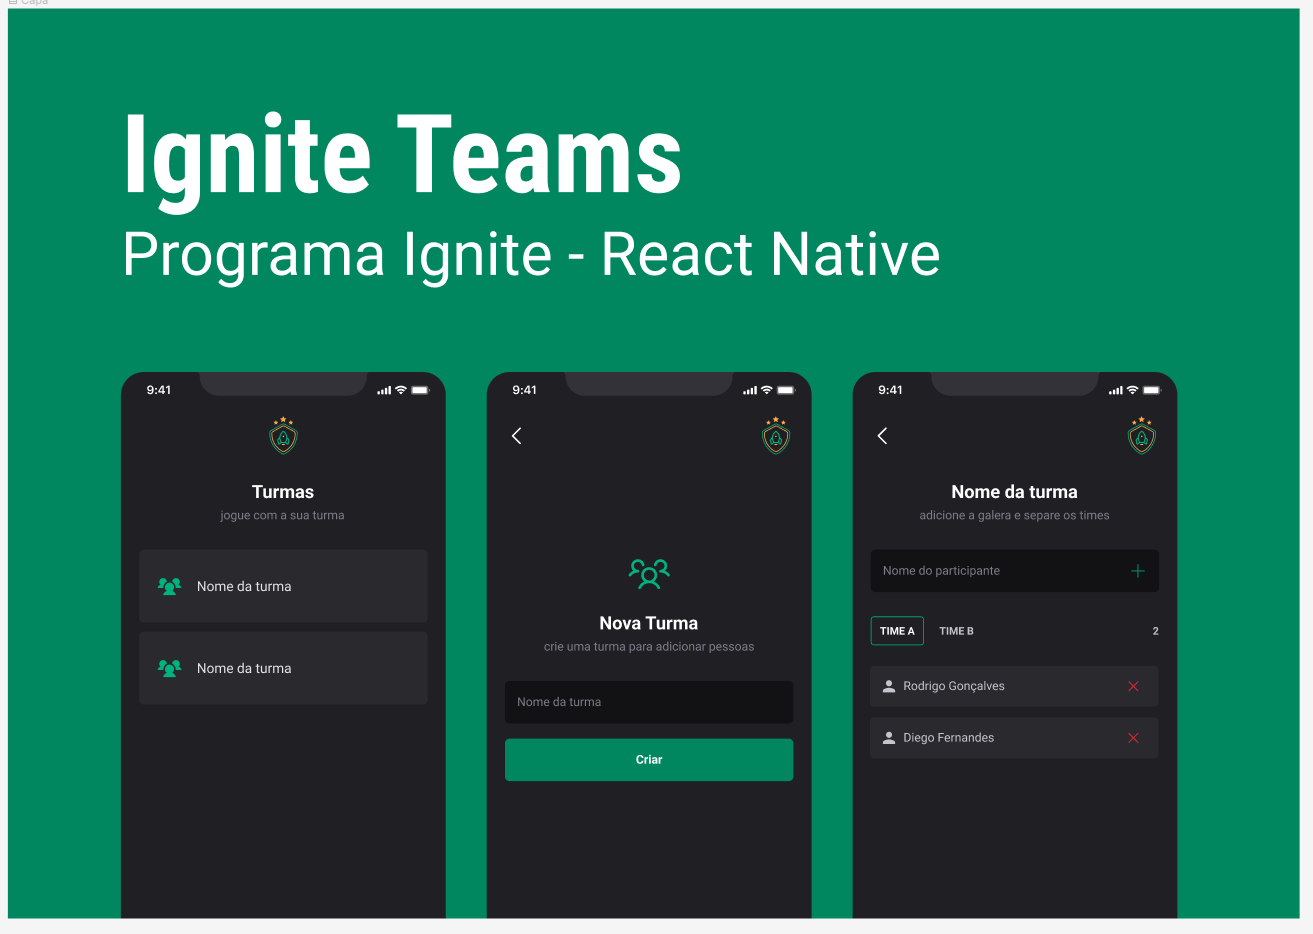 Capa
Ignite Teams
Programa Ignite - React Native
9:41
Turmas
jogue com a sua turma
Nome da turma
Nome da turma
9:41
Nova Turma
crie uma turma para adicionar pessoas
Nome da turma
Criar
9:41
Nome da turma
adicione a galera e separe os times
Nome do participante
TIME A TIME B 2
Rodrigo Gonçalves
Diego Fernandes